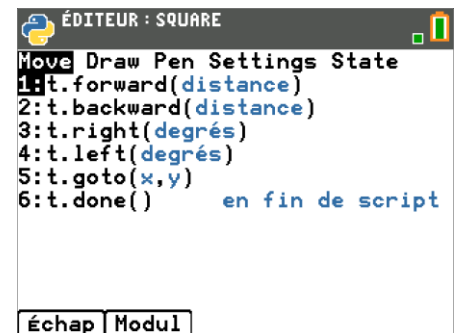 ÉDITEUR : SQUARE
Move Draw Pen Settings State
1:t.forward(distance)
2:t.backward(distance)
3:t.right(degrés)
4:t.left(degrés)
5:t.goto(x,y)
6:t.done() en fin de script
Échap Modul